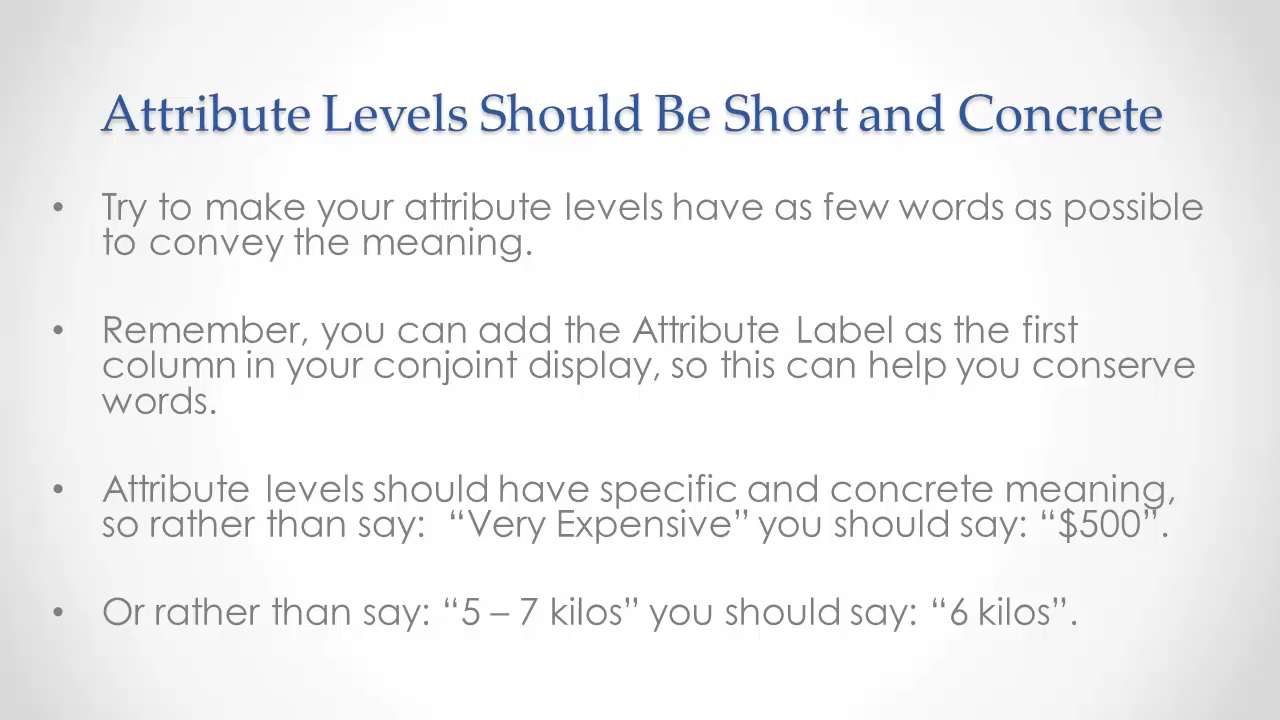 Attribute Levels Should Be Short and Concrete
• Try to make your attribute levels have as few words as possible
to convey the meaning.
• Remember, you can add the Attribute Label as the first
column in your conjoint display, so this can help you conserve
words.
• Attribute levels should have specific and concrete meaning,
so rather than say: “Very Expensive” you should say: “$500”.
• Or rather than say: “5 – 7 kilos” you should say: “6 kilos”.